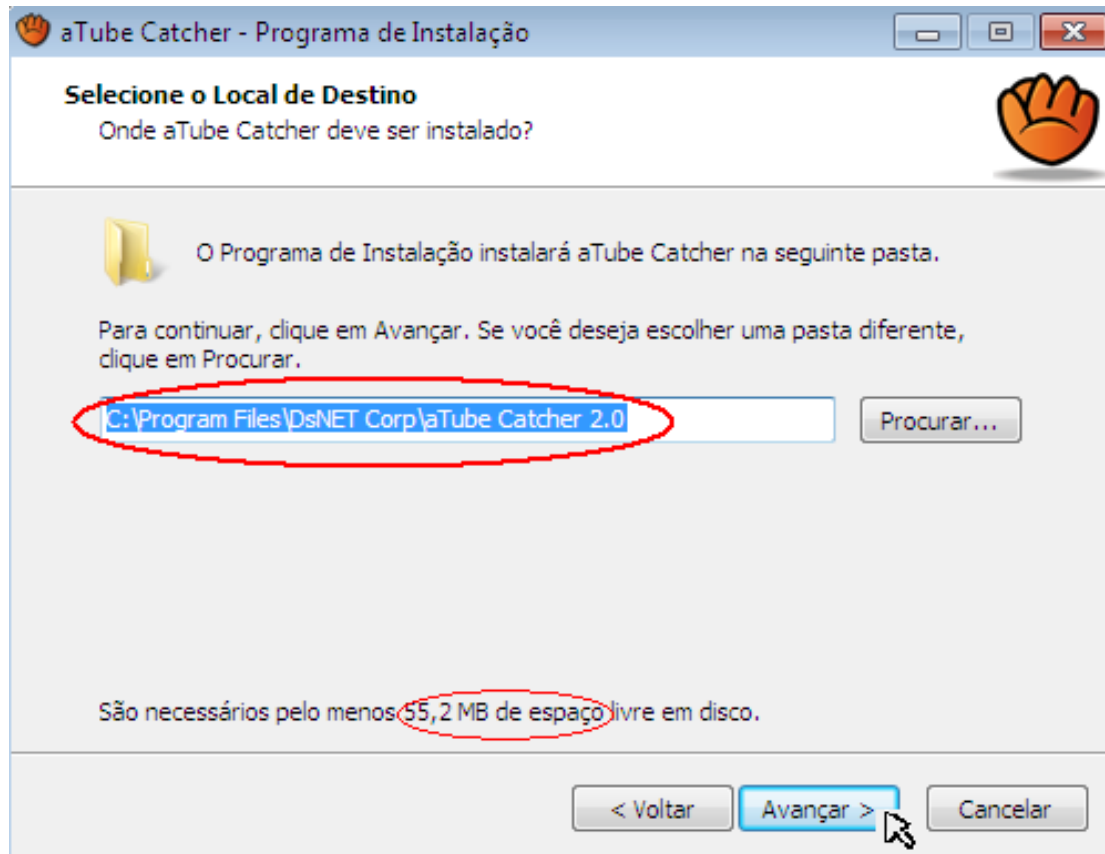 aTube Catcher - Programa de Instalação
Selecione o Local de Destino
Onde aTube Catcher deve ser instalado?
O Programa de Instalação instalará aTube Catcher na seguinte pasta.
Para continuar, clique em Avançar. Se você deseja escolher uma pasta diferente,
clique em Procurar.
C:\Program Files\DsNET Corp\aTube Catcher 2.0
Procurar...
São necessários pelo menos 55,2 MB de espaço livre em disco.
< Voltar
Avançar >
Cancelar